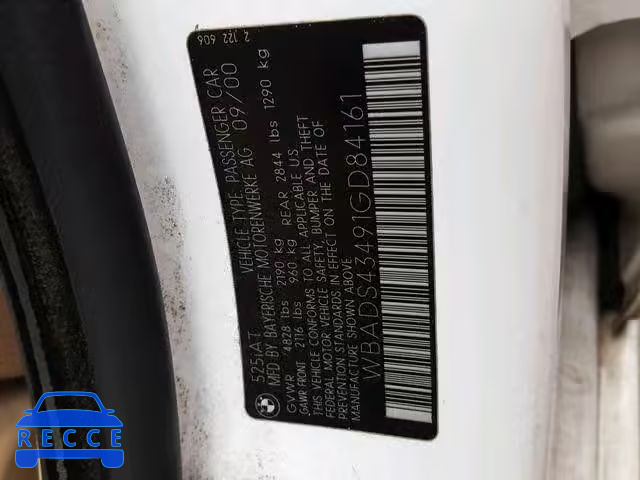 2 122 606
525iAT
VEHICLE TYPE PASSENGER CAR
MFD BY BAYERISCHE MOTORENWERKE AG 09/00
GVWR 4828 lbs 2190 kg
GAWR FRONT 2116 lbs 960 kg REAR 2844 lbs 1290 kg
THIS VEHICLE CONFORMS TO ALL APPLICABLE U.S.
FEDERAL MOTOR VEHICLE SAFETY, BUMPER AND THEFT
PREVENTION STANDARDS IN EFFECT ON THE DATE OF
MANUFACTURE SHOWN ABOVE.
WBADS43491GD84161
BMW
RECCE